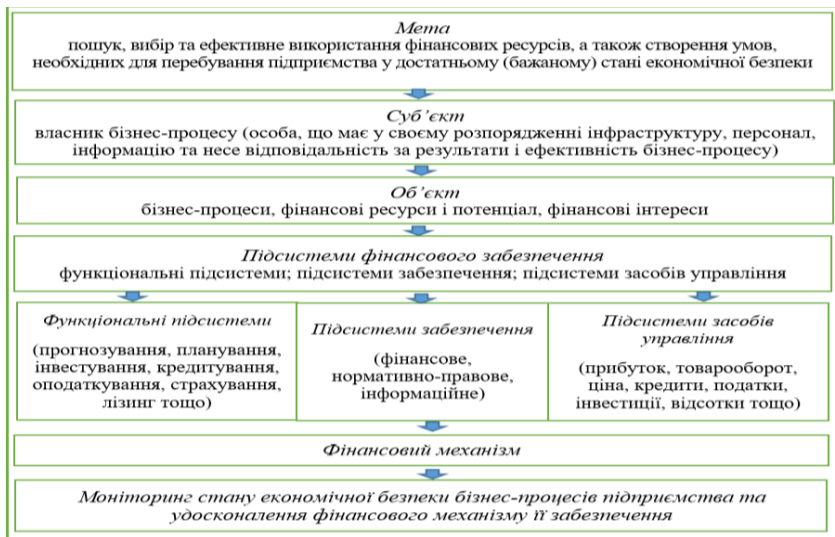 Мета
пошук, вибір та ефективне використання фінансових ресурсів, а також створення умов,
необхідних для перебування підприємства у достатньому (бажаному) стані економічної безпеки
Суб’єкт
власник бізнес-процесу (особа, що має у своєму розпорядженні інфраструктуру, персонал,
інформацію та несе відповідальність за результати і ефективність бізнес-процесу)
Об’єкт
бізнес-процеси, фінансові ресурси і потенціал, фінансові інтереси
Підсистеми фінансового забезпечення
функціональні підсистеми; підсистеми забезпечення; підсистеми засобів управління
Функціональні підсистеми
(прогнозування, планування,
інвестування, кредитування,
оподаткування, страхування,
лізинг тощо)
Підсистеми забезпечення
(фінансове,
нормативно-правове,
інформаційне)
Підсистеми засобів
управління
(прибуток, товарооборот,
ціна, кредити, податки,
інвестиції, відсотки тощо)
Фінансовий механізм
Моніторинг стану економічної безпеки бізнес-процесів підприємства та
удосконалення фінансового механізму її забезпечення